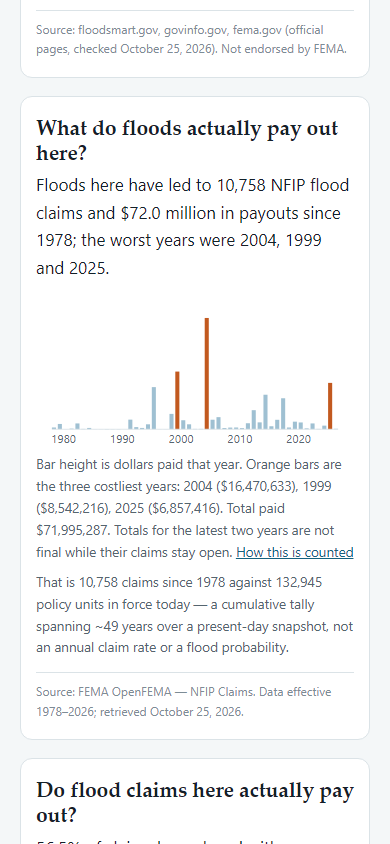 Source: floodsmart.gov, govinfo.gov, fema.gov (official
pages, checked October 25, 2026). Not endorsed by FEMA.
What do floods actually pay out
here?
Floods here have led to 10,758 NFIP flood
claims and $72.0 million in payouts since
1978; the worst years were 2004, 1999
and 2025.
1980 1990 2000 2010 2020
Bar height is dollars paid that year. Orange bars are
the three costliest years: 2004 ($16,470,633), 1999
($8,542,216), 2025 ($6,857,416). Total paid
$71,995,287. Totals for the latest two years are not
final while their claims stay open. How this is counted
That is 10,758 claims since 1978 against 132,945
policy units in force today — a cumulative tally
spanning ~49 years over a present-day snapshot, not
an annual claim rate or a flood probability.
Source: FEMA OpenFEMA — NFIP Claims. Data effective
1978–2026; retrieved October 25, 2026.
Do flood claims here actually pay
out?